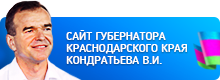 САЙТ ГУБЕРНАТОРА
КРАСНОДАРСКОГО КРАЯ
КОНДРАТЬЕВА В.И.